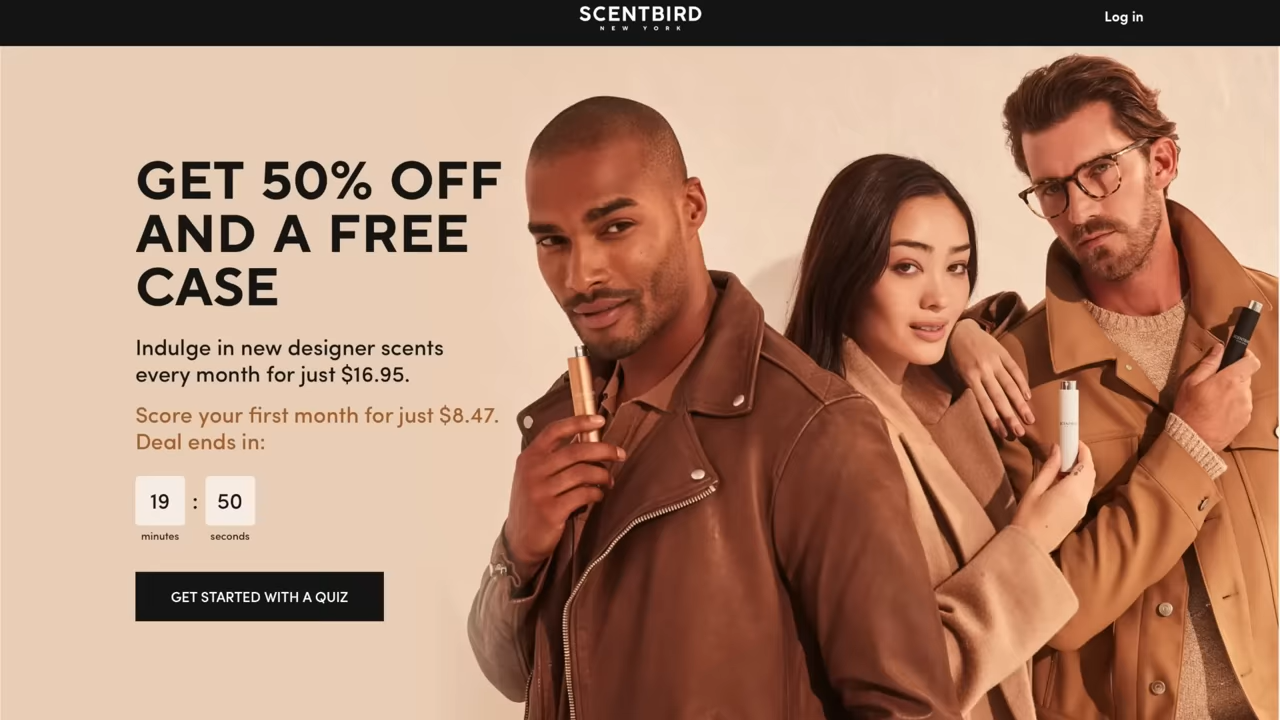 SCENTBIRD
NEW YORK
Log in
GET 50% OFF
AND A FREE
CASE
Indulge in new designer scents
every month for just $16.95.
Score your first month for just $8.47.
Deal ends in:
19 : 50
minutes seconds
GET STARTED WITH A QUIZ